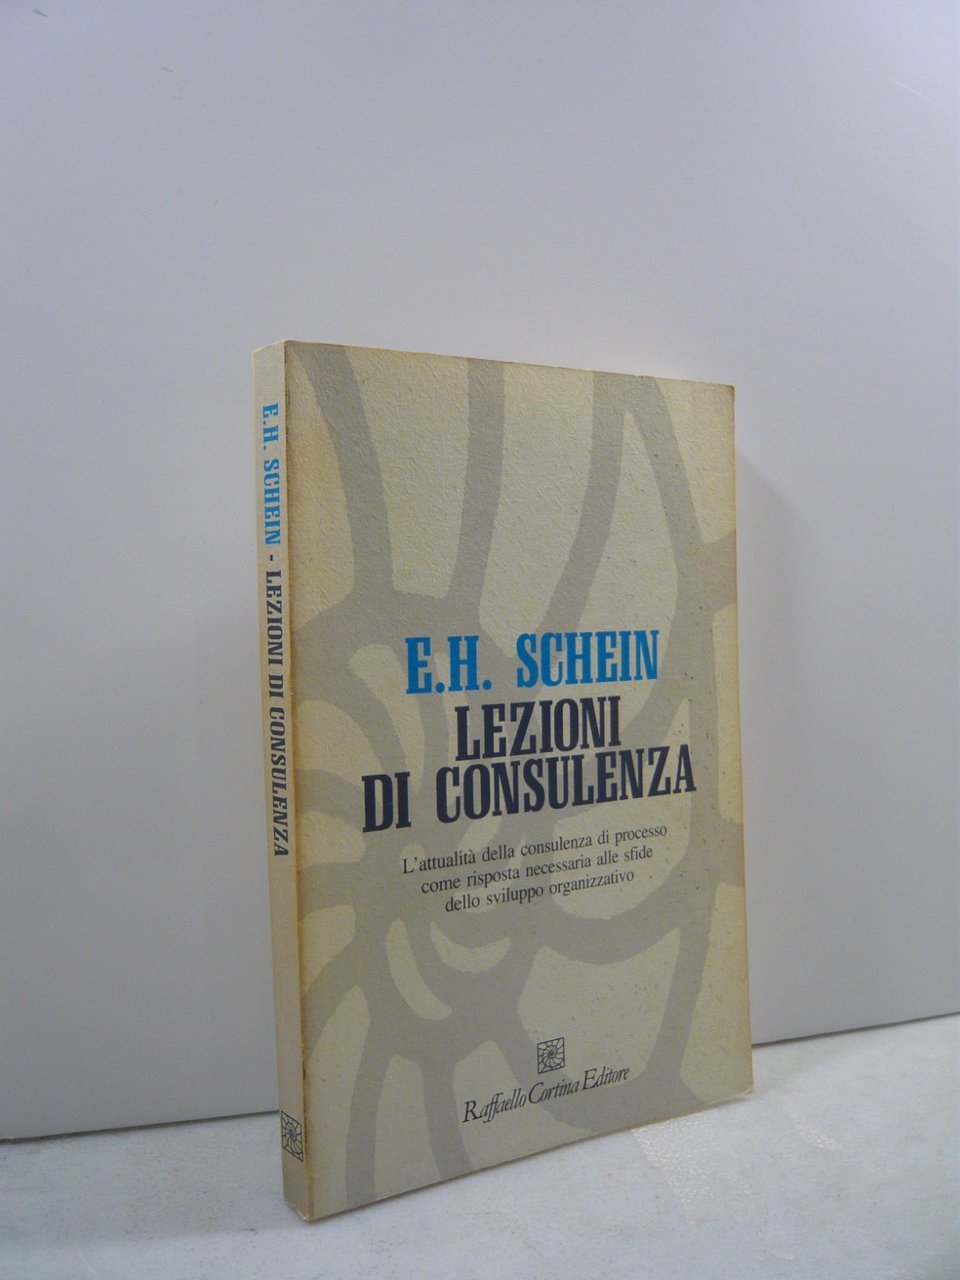 E.H. SCHEIN - LEZIONI DI CONSULENZA
E.H. SCHEIN
LEZIONI
DI CONSULENZA
L'attualità della consulenza di processo
come risposta necessaria alle sfide
dello sviluppo organizzativo
Raffaello Cortina Editore